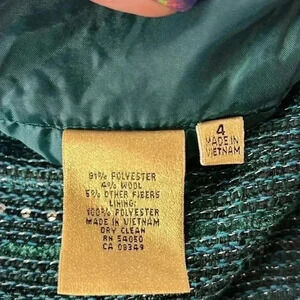 91% POLYESTER
4% WOOL
5% OTHER FIBERS
LINING:
100% POLYESTER
MADE IN VIETNAM
DRY CLEAN
RN 54050
CA 08349
4
MADE IN
VIETNAM